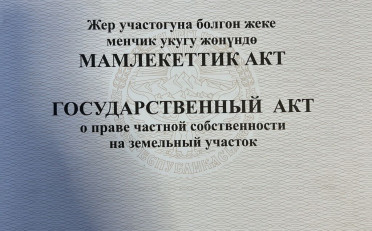 Жер участогуна болгон жеке
менчик укугу жөнүндө
МАМЛЕКЕТТИК АКТ
ГОСУДАРСТВЕННЫЙ АКТ
о праве частной собственности
на земельный участок